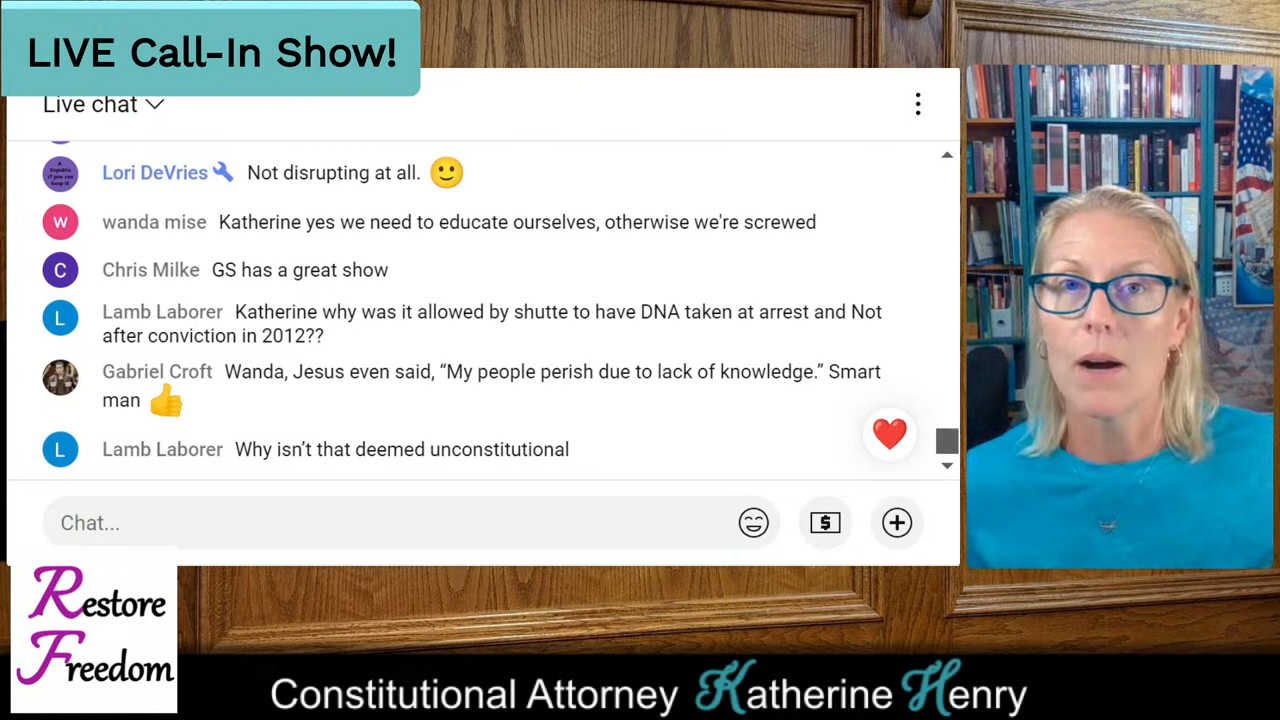 LIVE Call-In Show!
Live chat
Lori DeVries Not disrupting at all. 🙂
W wanda mise Katherine yes we need to educate ourselves, otherwise we're screwed
C Chris Milke GS has a great show
L Lamb Laborer Katherine why was it allowed by shutte to have DNA taken at arrest and Not
after conviction in 2012??
Gabriel Croft Wanda, Jesus even said, “My people perish due to lack of knowledge.” Smart
man 👍
L Lamb Laborer Why isn’t that deemed unconstitutional
Chat...
$
Restore
Freedom
Constitutional Attorney Katherine Henry